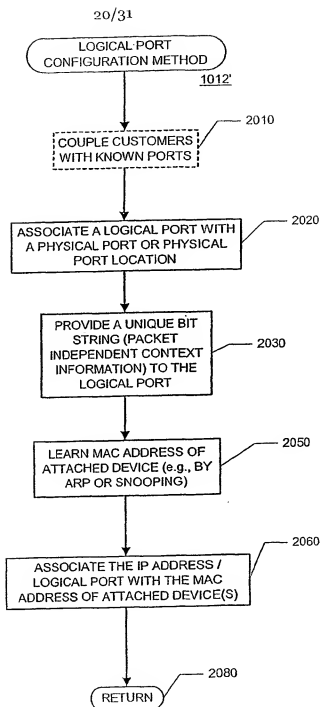 20/31
LOGICAL PORT
CONFIGURATION METHOD
1012'
2010
COUPLE CUSTOMERS
WITH KNOWN PORTS
2020
ASSOCIATE A LOGICAL PORT WITH
A PHYSICAL PORT OR PHYSICAL
PORT LOCATION
PROVIDE A UNIQUE BIT
STRING (PACKET
INDEPENDENT CONTEXT
INFORMATION) TO THE
LOGICAL PORT
2030
LEARN MAC ADDRESS OF
ATTACHED DEVICE (e.g., BY
ARP OR SNOOPING)
2050
2060
ASSOCIATE THE IP ADDRESS /
LOGICAL PORT WITH THE MAC
ADDRESS OF ATTACHED DEVICE(S)
2080
RETURN